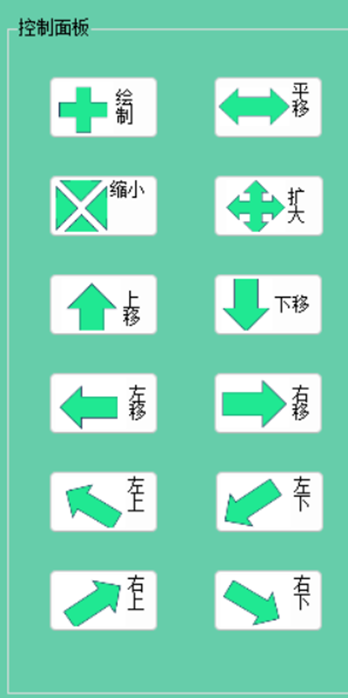 控制面板
绘
制
平
移
缩小
扩
大
上
移
下移
左
移
右
移
左
上
左
下
右
上
右
下